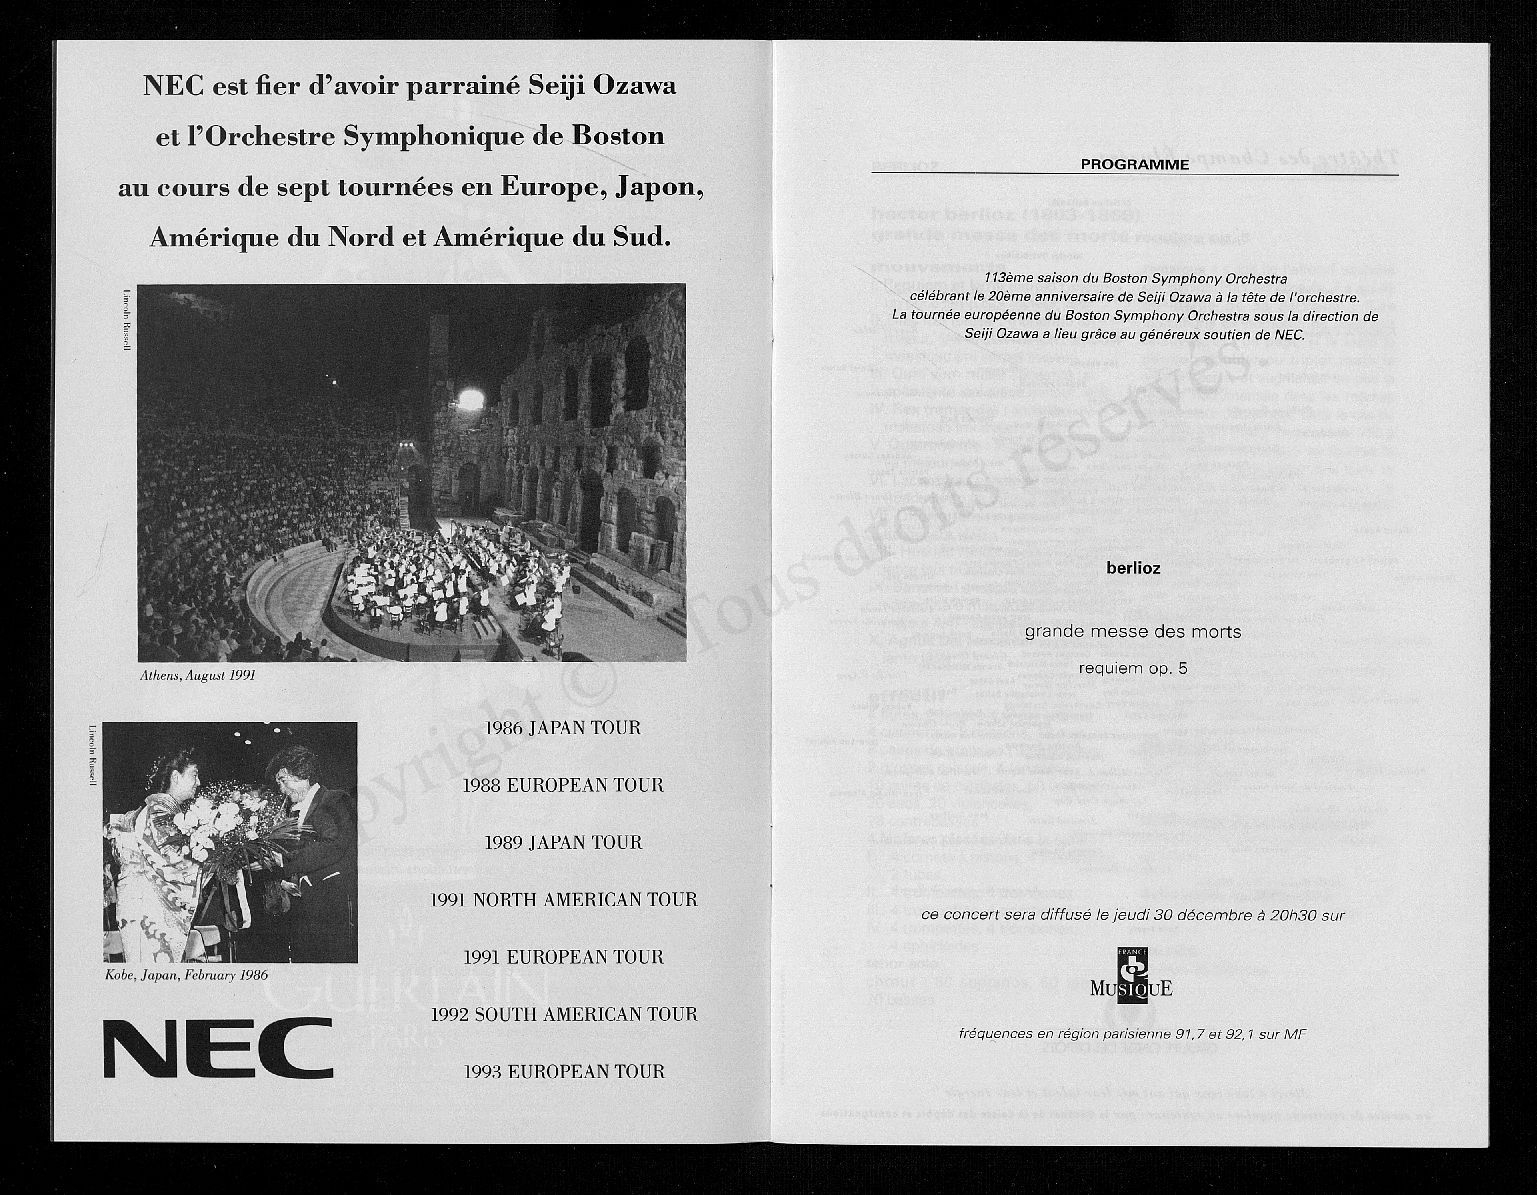 NEC est fier d'avoir parrainé Seiji Ozawa
et l'Orchestre Symphonique de Boston
au cours de sept tournées en Europe, Japon,
Amérique du Nord et Amérique du Sud.
Lincoln Russell
Athens, August 1991
Lincoln Russell
Kobe, Japan, February 1986
1986 JAPAN TOUR
1988 EUROPEAN TOUR
1989 JAPAN TOUR
1991 NORTH AMERICAN TOUR
1991 EUROPEAN TOUR
1992 SOUTH AMERICAN TOUR
1993 EUROPEAN TOUR
NEC
PROGRAMME
113ème saison du Boston Symphony Orchestra
célébrant le 20ème anniversaire de Seiji Ozawa à la tête de l'orchestre.
La tournée européenne du Boston Symphony Orchestra sous la direction de
Seiji Ozawa a lieu grâce au généreux soutien de NEC.
berlioz
grande messe des morts
requiem op. 5
ce concert sera diffusé le jeudi 30 décembre à 20h30 sur
FRANCE
MUSIQUE
fréquences en région parisienne 91,7 et 92,1 sur MF
Copyright © Tous droits réservés.